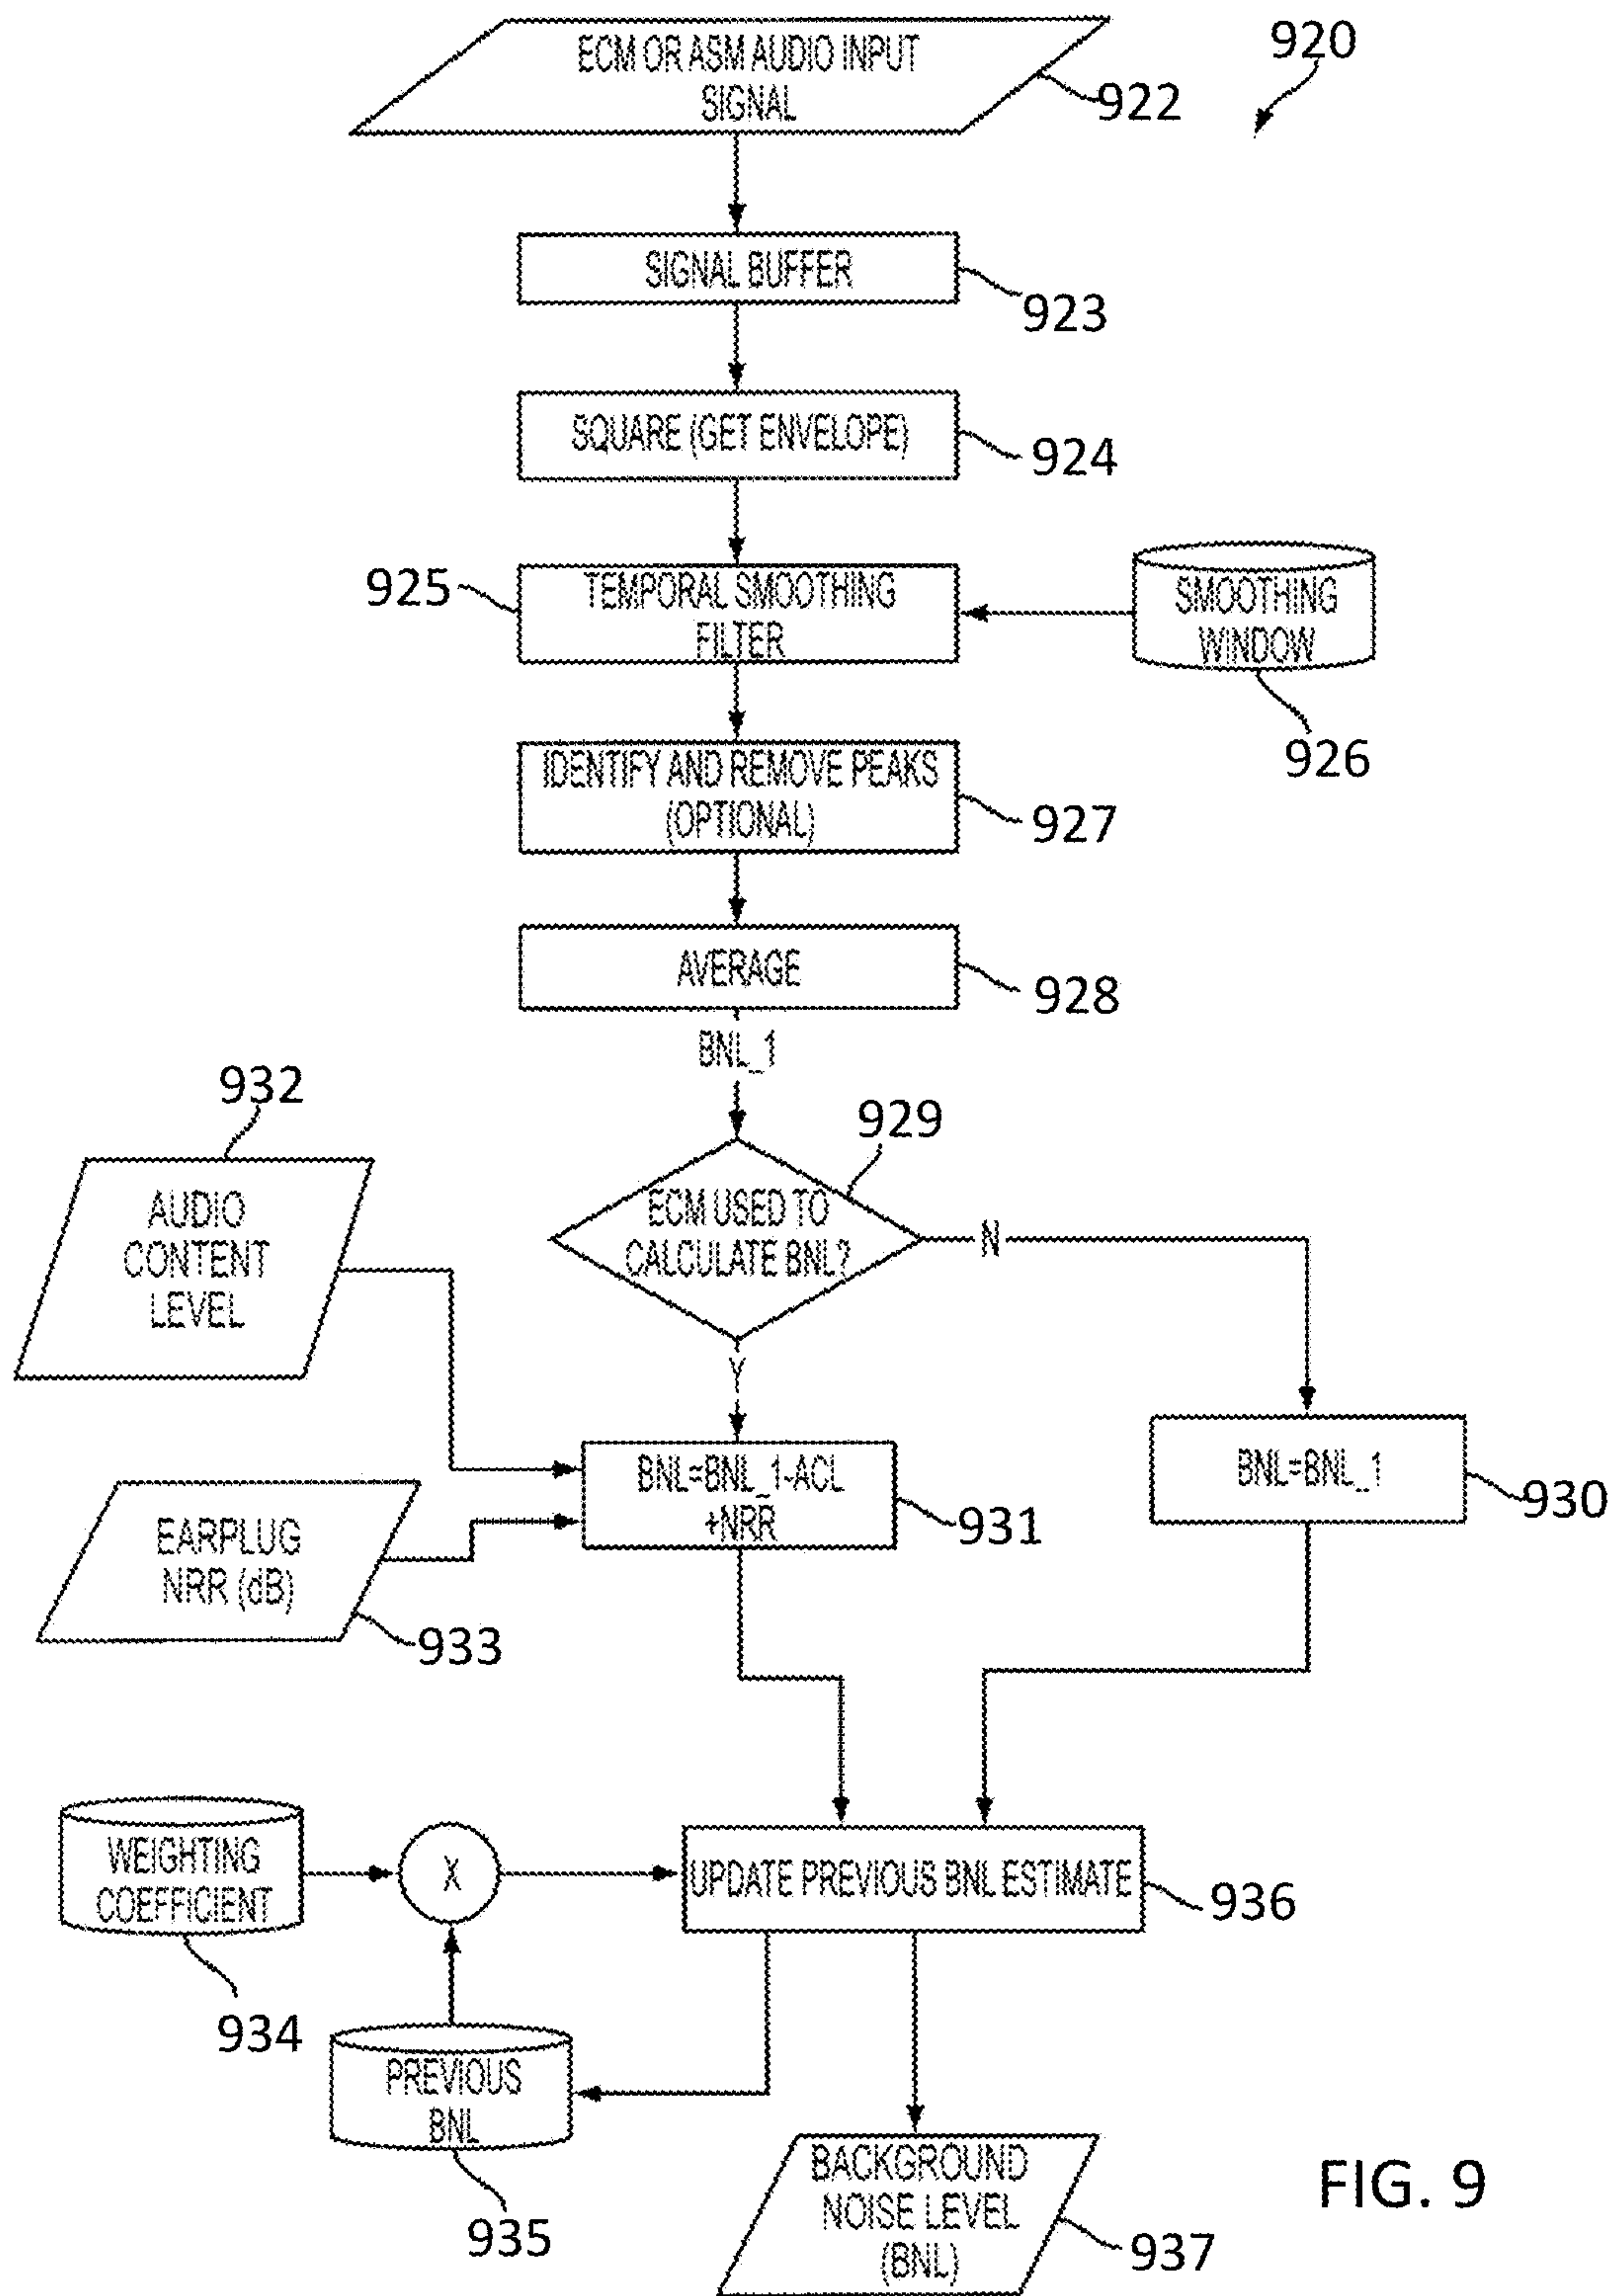 ECM OR ASM AUDIO INPUT
SIGNAL
922
920
SIGNAL BUFFER
923
SQUARE (GET ENVELOPE)
924
925
TEMPORAL SMOOTHING
FILTER
SMOOTHING
WINDOW
926
IDENTIFY AND REMOVE PEAKS
(OPTIONAL)
927
AVERAGE
928
BNL_1
932
929
AUDIO
CONTENT
LEVEL
ECM USED TO
CALCULATE BNL?
N
Y
BNL=BNL_1-ACL
+NRR
931
BNL=BNL_1
930
EARPLUG
NRR (dB)
933
WEIGHTING
COEFFICIENT
934
X
UPDATE PREVIOUS BNL ESTIMATE
936
PREVIOUS
BNL
935
BACKGROUND
NOISE LEVEL
(BNL)
937
FIG. 9